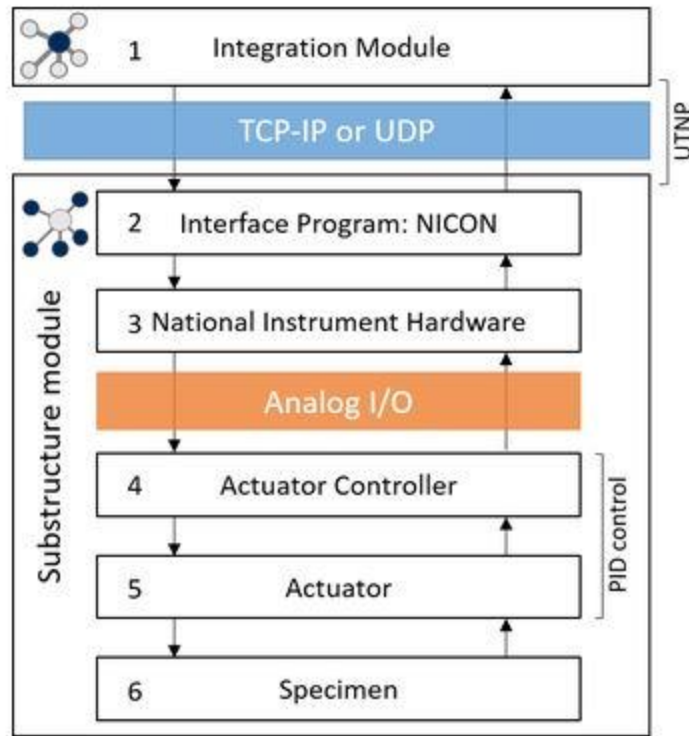 1 Integration Module
TCP-IP or UDP
UTNP
Substructure module
2 Interface Program: NICON
3 National Instrument Hardware
Analog I/O
4 Actuator Controller
5 Actuator
PID control
6 Specimen